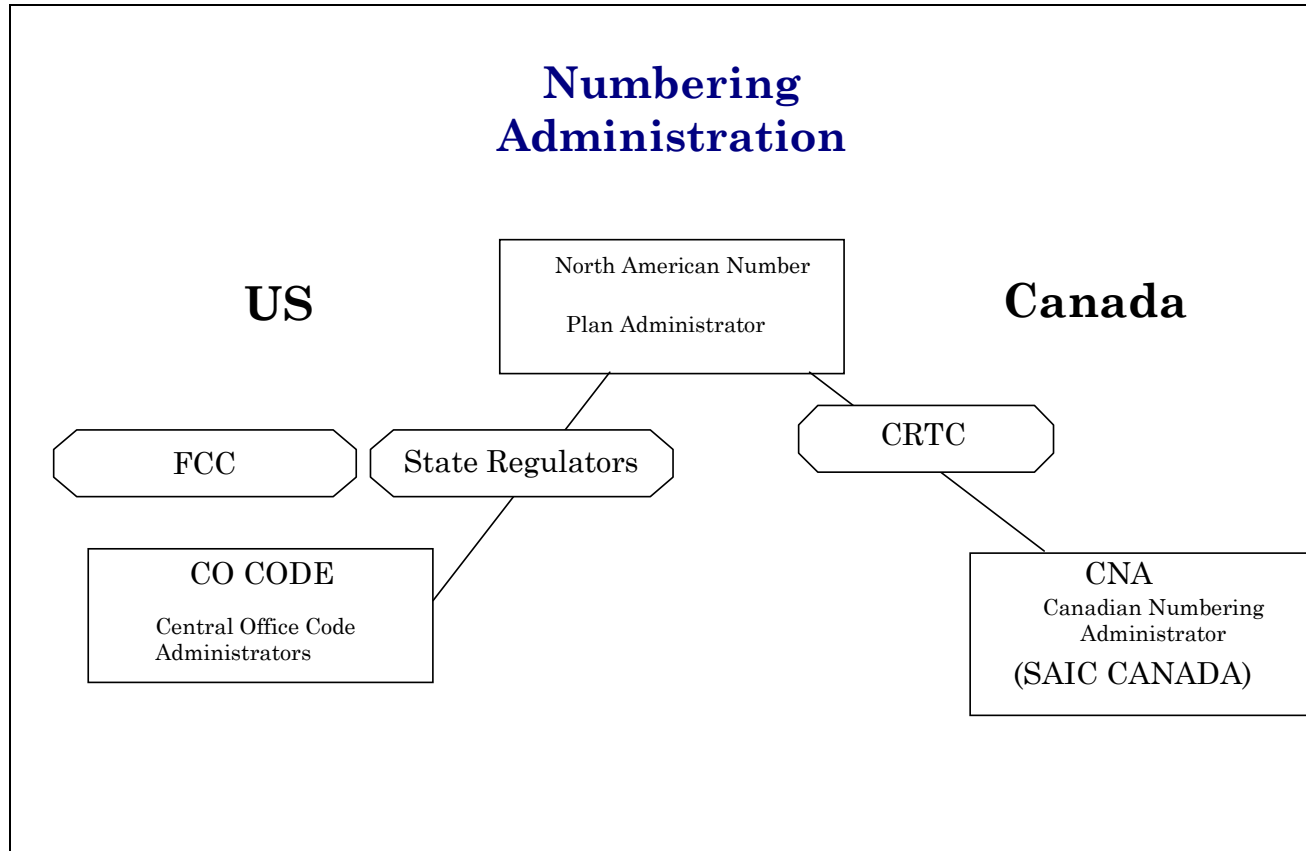 Numbering
Administration
North American Number
Plan Administrator
US
Canada
FCC
State Regulators
CRTC
CO CODE
Central Office Code
Administrators
CNA
Canadian Numbering
Administrator
(SAIC CANADA)